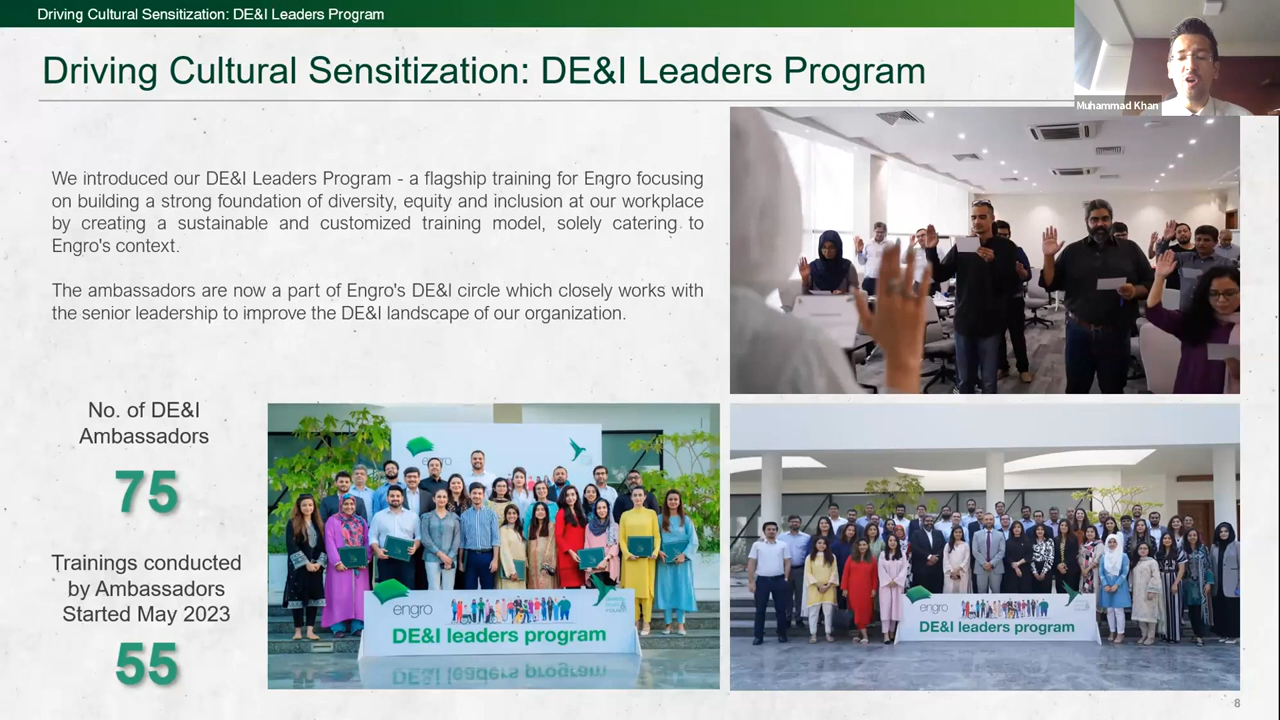 Driving Cultural Sensitization: DE&I Leaders Program
Driving Cultural Sensitization: DE&I Leaders Program
Muhammad Khan
We introduced our DE&I Leaders Program - a flagship training for Engro focusing
on building a strong foundation of diversity, equity and inclusion at our workplace
by creating a sustainable and customized training model, solely catering to
Engro's context.
The ambassadors are now a part of Engro's DE&I circle which closely works with
the senior leadership to improve the DE&I landscape of our organization.
No. of DE&I
Ambassadors
75
Trainings conducted
by Ambassadors
Started May 2023
55
engro
engro
DE&I leaders program
engro
DE&I leaders program
8